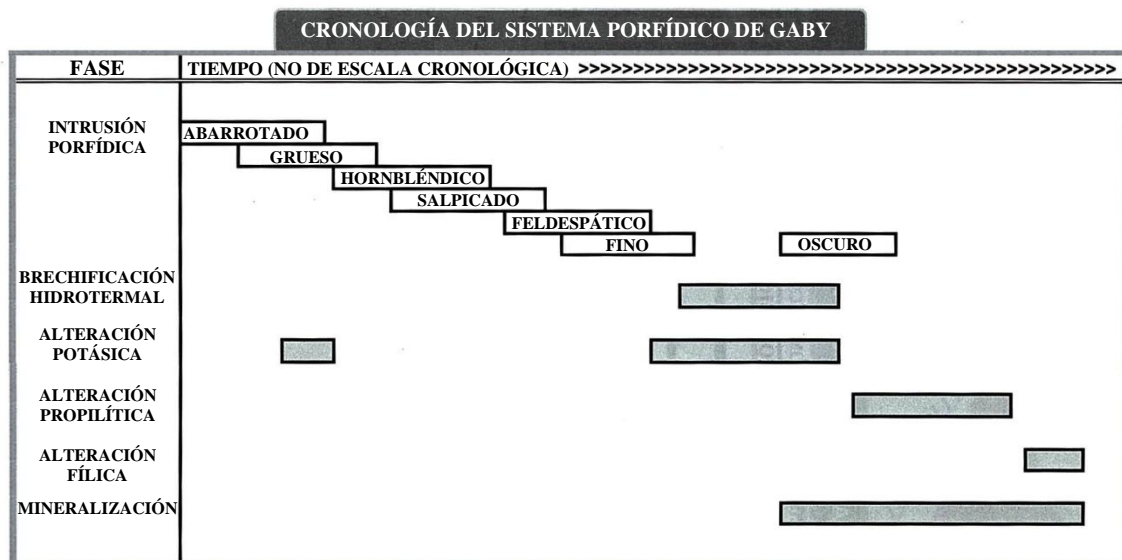 CRONOLOGÍA DEL SISTEMA PORFÍDICO DE GABY
FASE
TIEMPO (NO DE ESCALA CRONOLÓGICA) >>>>>>>>>>>>>>>>>>>>>>>>>>>>>>>>>>>>>>>>>>>>>>>>>
INTRUSIÓN
PORFÍDICA
ABARROTADO
GRUESO
HORNBLÉNDICO
SALPICADO
FELDESPÁTICO
FINO
OSCURO
BRECHIFICACIÓN
HIDROTERMAL
ALTERACIÓN
POTÁSICA
ALTERACIÓN
PROPILÍTICA
ALTERACIÓN
FÍLICA
MINERALIZACIÓN